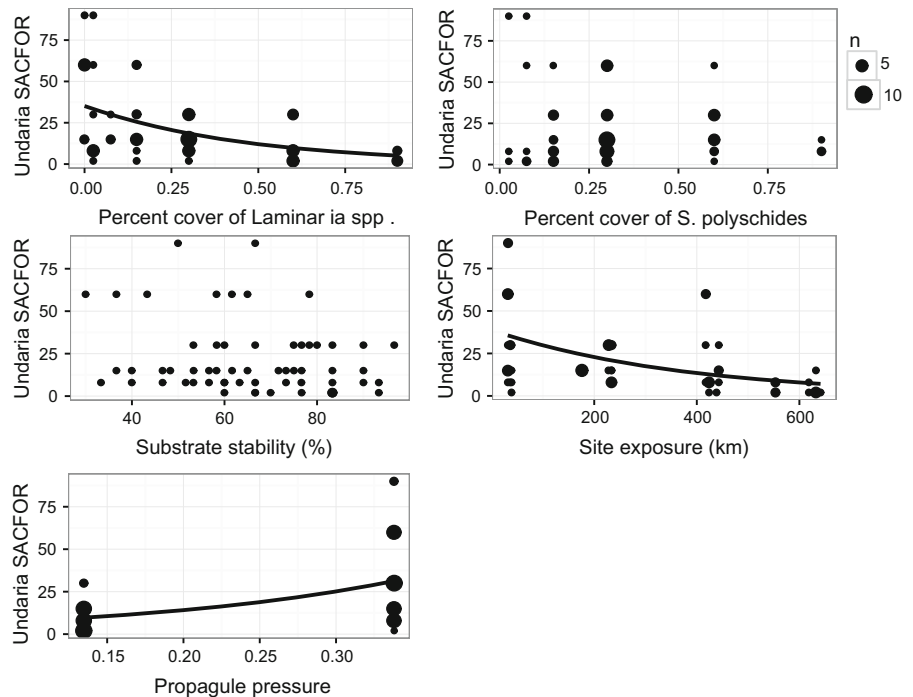 Undaria SACFOR
75
50
25
0
0.00 0.25 0.50 0.75
Percent cover of Laminar ia spp .
Undaria SACFOR
75
50
25
0
0.00 0.25 0.50 0.75
Percent cover of S. polyschides
n
5
10
Undaria SACFOR
75
50
25
0
40 60 80
Substrate stability (%)
Undaria SACFOR
75
50
25
0
200 400 600
Site exposure (km)
Undaria SACFOR
75
50
25
0
0.15 0.20 0.25 0.30
Propagule pressure